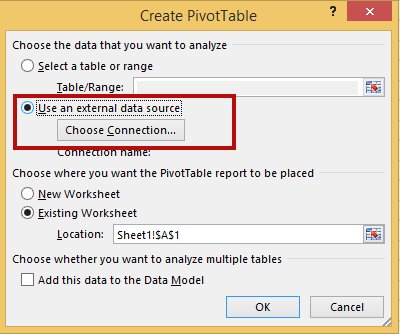 Create PivotTable
?
Choose the data that you want to analyze
Select a table or range
Table/Range:
Use an external data source
Choose Connection...
Connection name:
Choose where you want the PivotTable report to be placed
New Worksheet
Existing Worksheet
Location: Sheet1!$A$1
Choose whether you want to analyze multiple tables
Add this data to the Data Model
OK Cancel